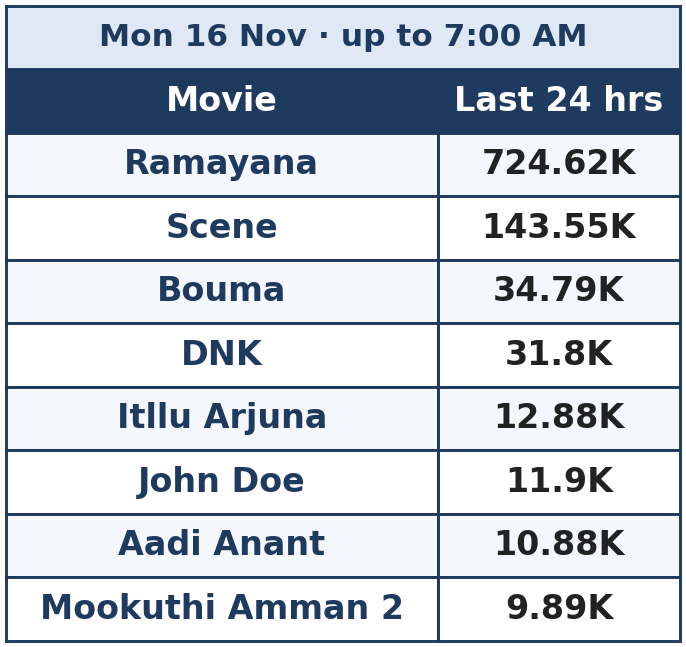 Mon 16 Nov · up to 7:00 AM
Movie Last 24 hrs
Ramayana 724.62K
Scene 143.55K
Bouma 34.79K
DNK 31.8K
Itllu Arjuna 12.88K
John Doe 11.9K
Aadi Anant 10.88K
Mookuthi Amman 2 9.89K